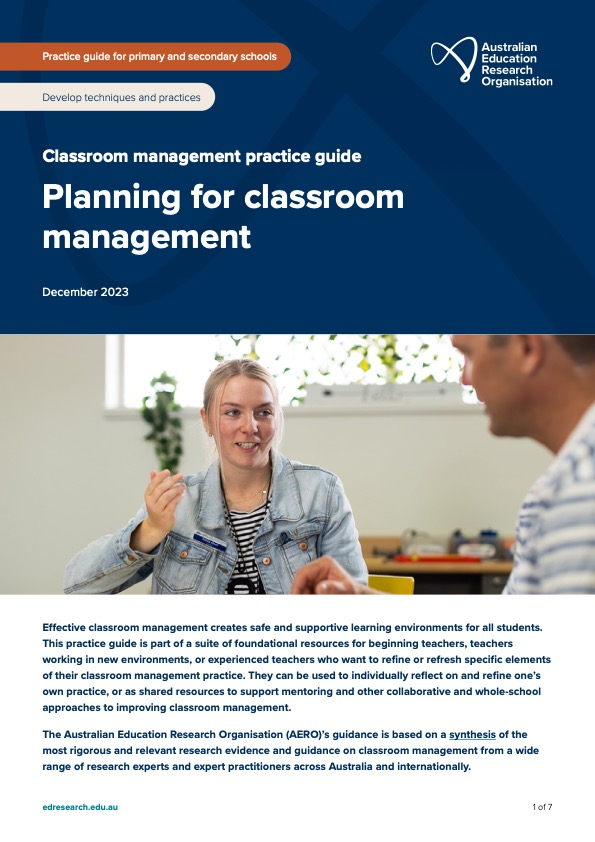 Practice guide for primary and secondary schools
Develop techniques and practices
Australian
Education
Research
Organisation
Classroom management practice guide
Planning for classroom
management
December 2023
Effective classroom management creates safe and supportive learning environments for all students.
This practice guide is part of a suite of foundational resources for beginning teachers, teachers
working in new environments, or experienced teachers who want to refine or refresh specific elements
of their classroom management practice. They can be used to individually reflect on and refine one’s
own practice, or as shared resources to support mentoring and other collaborative and whole-school
approaches to improving classroom management.
The Australian Education Research Organisation (AERO)’s guidance is based on a synthesis of the
most rigorous and relevant research evidence and guidance on classroom management from a wide
range of research experts and expert practitioners across Australia and internationally.
edresearch.edu.au
1 of 7